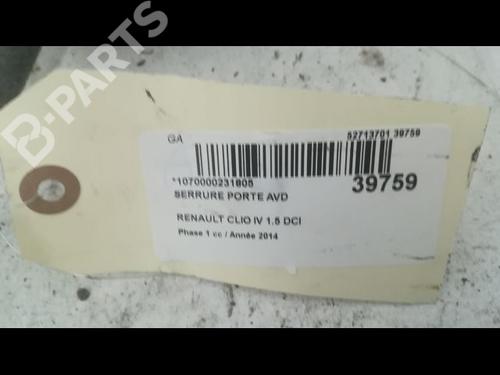 B-PARTS
GA
52713701 39759
*1070000231805
39759
SERRURE PORTE AVD
RENAULT CLIO IV 1.5 DCI
Phase 1 cc / Année 2014